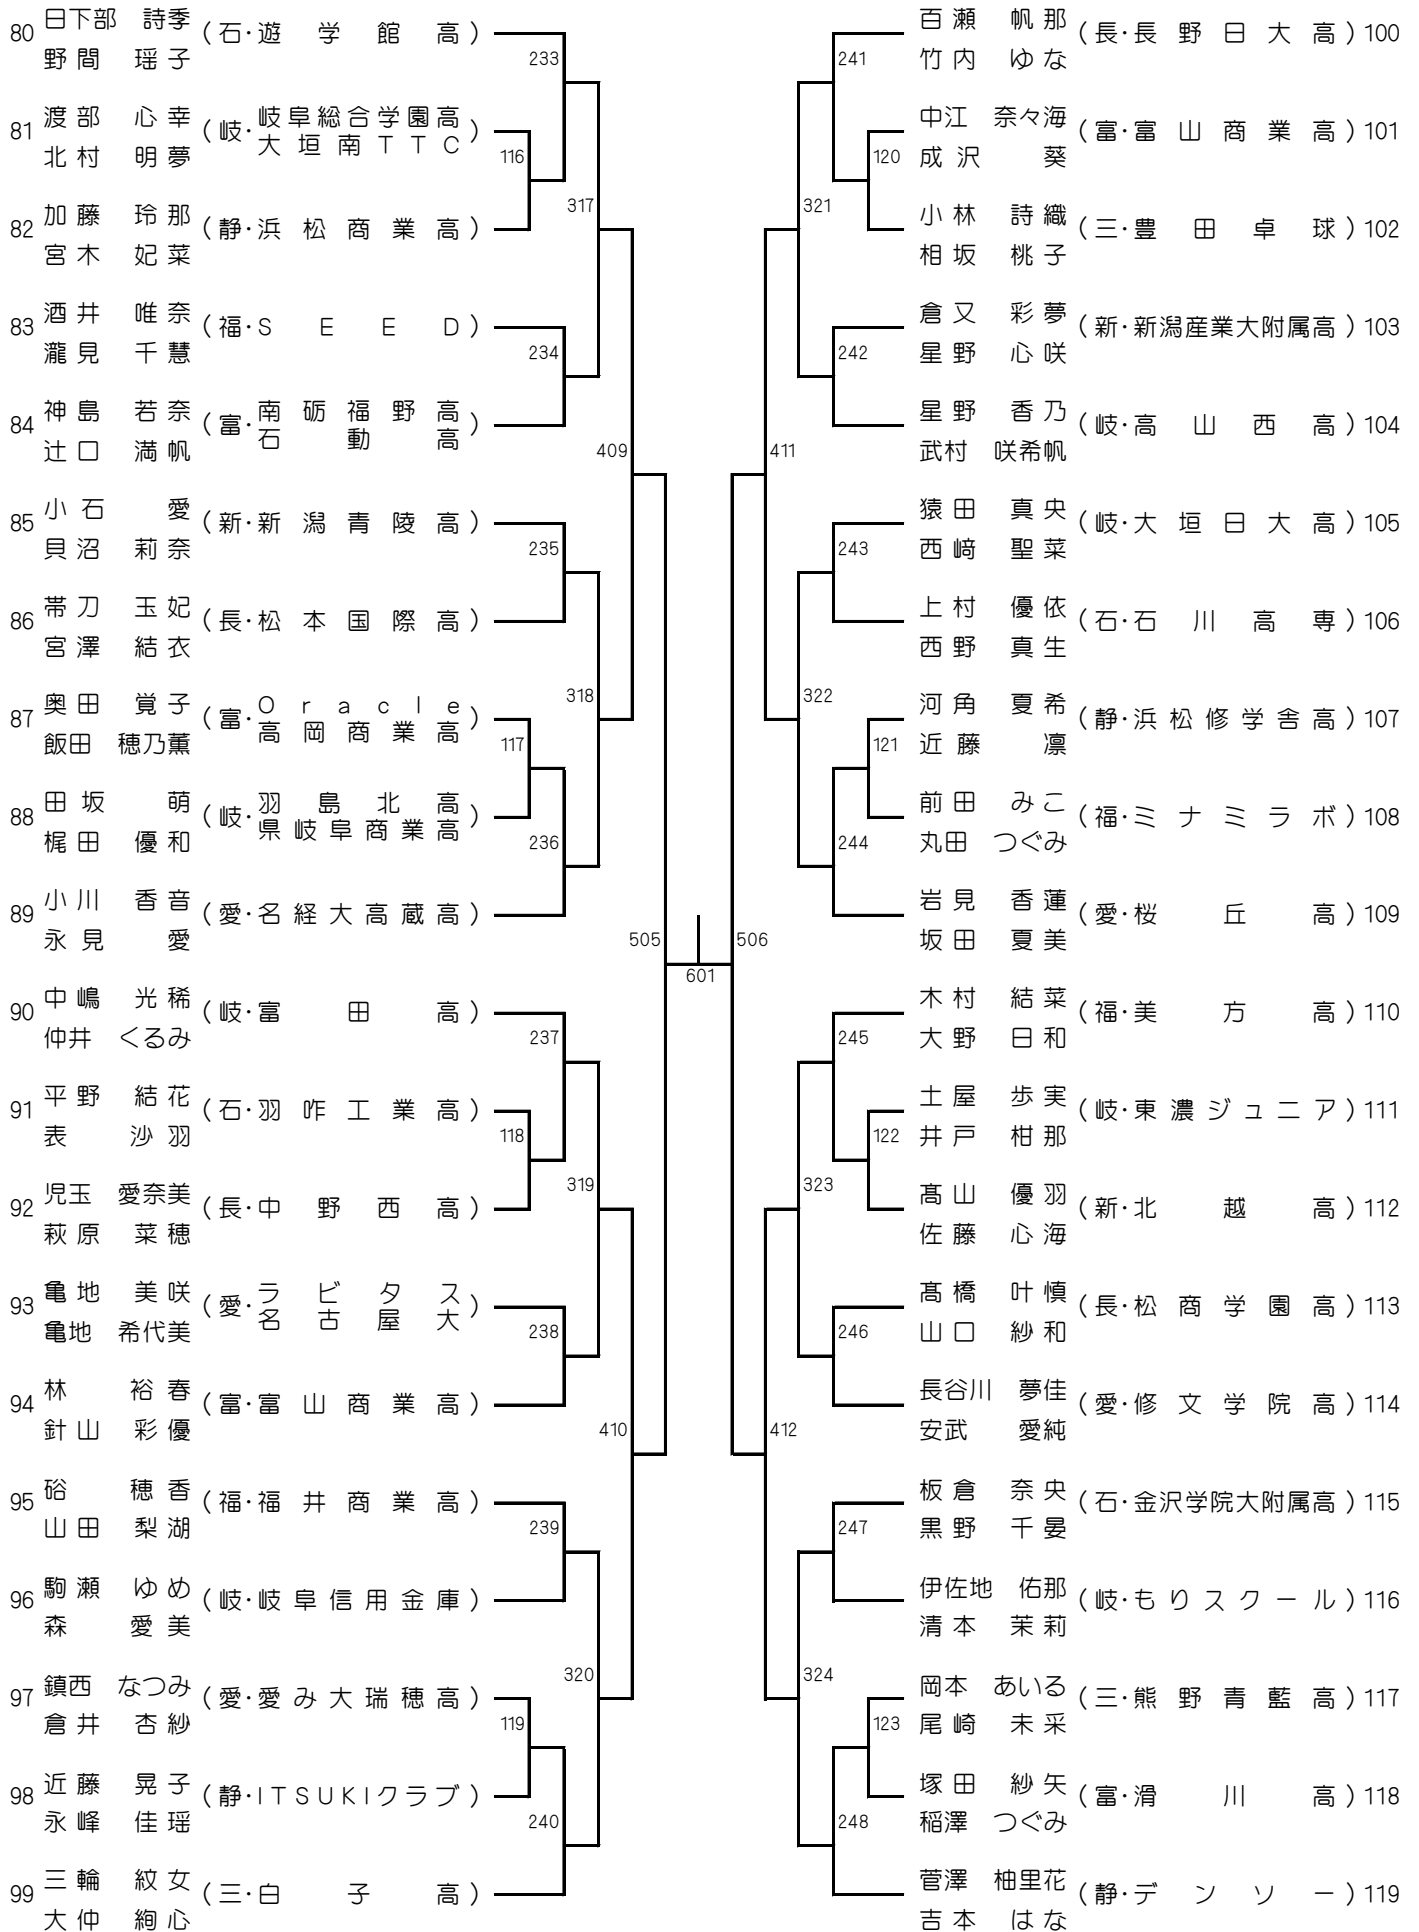 80 日下部 詩季 (石・遊学館高)
野間 瑶子
233
81 渡部 心幸 (岐・岐阜総合学園高
北村 明夢 大垣南TTC)
116
82 加藤 玲那 (静・浜松商業高)
宮木 妃菜
317
83 酒井 唯奈 (福・SEED)
瀧見 千慧
234
84 神島 若奈 (富・南砺福野高
辻口 満帆 石動高)
409
85 小石 愛 (新・新潟青陵高)
貝沼 莉奈
235
86 帯刀 玉妃 (長・松本国際高)
宮澤 結衣
318
87 奥田 覚子 (富・Oracle
飯田 穂乃薫 高岡商業高)
117
88 田坂 萌 (岐・羽島北高
梶田 優和 県岐阜商業高)
236
89 小川 香音 (愛・名経大高蔵高)
永見 愛
505
90 中嶋 光稀 (岐・富田高)
仲井 くるみ
237
91 平野 結花 (石・羽咋工業高)
表 沙羽
118
92 児玉 愛奈美 (長・中野西高)
萩原 菜穂
319
93 亀地 美咲 (愛・ラビタス
亀地 希代美 名古屋大)
238
94 林 裕春 (富・富山商業高)
針山 彩優
410
95 硲 穂香 (福・福井商業高)
山田 梨湖
239
96 駒瀬 ゆめ (岐・岐阜信用金庫)
森 愛美
320
97 鎮西 なつみ (愛・愛み大瑞穂高)
倉井 杏紗
119
98 近藤 晃子 (静・ITSUKIクラブ)
永峰 佳瑶
240
99 三輪 紋女 (三・白子高)
大仲 絢心
601
百瀬 帆那 (長・長野日大高) 100
竹内 ゆな
241
中江 奈々海 (富・富山商業高) 101
成沢 葵
120
小林 詩織 (三・豊田卓球) 102
相坂 桃子
321
倉又 彩夢 (新・新潟産業大附属高) 103
星野 心咲
242
星野 香乃 (岐・高山西高) 104
武村 咲希帆
411
猿田 真央 (岐・大垣日大高) 105
西﨑 聖菜
243
上村 優依 (石・石川高専) 106
西野 真生
322
河角 夏希 (静・浜松修学舎高) 107
近藤 凛
121
前田 みこ (福・ミナミラボ) 108
丸田 つぐみ
244
岩見 香蓮 (愛・桜丘高) 109
坂田 夏美
506
木村 結菜 (福・美方高) 110
大野 日和
245
土屋 歩実 (岐・東濃ジュニア) 111
井戸 柑那
122
髙山 優羽 (新・北越高) 112
佐藤 心海
323
髙橋 叶慎 (長・松商学園高) 113
山口 紗和
246
長谷川 夢佳 (愛・修文学院高) 114
安武 愛純
412
板倉 奈央 (石・金沢学院大附属高) 115
黒野 千晏
247
伊佐地 佑那 (岐・もりスクール) 116
清本 茉莉
324
岡本 あいる (三・熊野青藍高) 117
尾崎 未采
123
塚田 紗矢 (富・滑川高) 118
稲澤 つぐみ
248
菅澤 柚里花 (静・デンソー) 119
吉本 はな